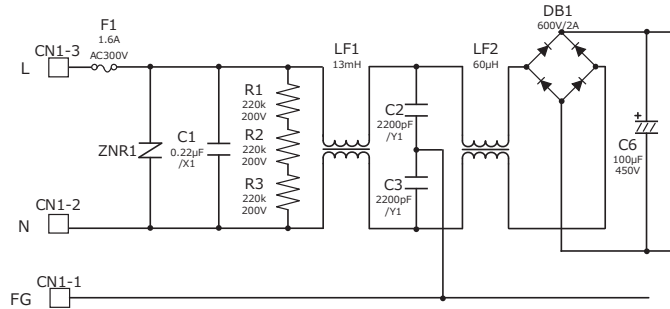 F1
1.6A
AC300V
CN1-3
L
ZNR1
C1
0.22µF
/X1
R1
220k
200V
R2
220k
200V
R3
220k
200V
LF1
13mH
C2
2200pF
/Y1
C3
2200pF
/Y1
LF2
60µH
DB1
600V/2A
+
C6
100µF
450V
CN1-2
N
CN1-1
FG